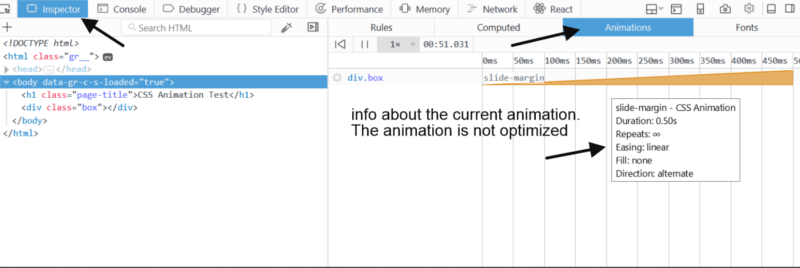 Inspector Console Debugger Style Editor Performance Memory Network React
+ Search HTML Rules Computed Animations Fonts
<!DOCTYPE html>
<html class="gr__"> ev
<head>…</head>
<body data-gr-c-s-loaded="true">
<h1 class="page-title">CSS Animation Test</h1>
<div class="box"></div>
</body>
</html>
1× 00:51.031
0ms 50ms 100ms 150ms 200ms 250ms 300ms 350ms 400ms 450ms 50
div.box slide-margin
info about the current animation.
The animation is not optimized
slide-margin - CSS Animation
Duration: 0.50s
Repeats: ∞
Easing: linear
Fill: none
Direction: alternate